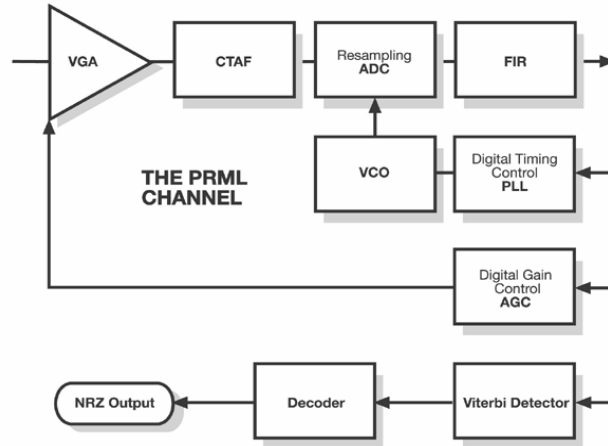 VGA
CTAF
Resampling
ADC
FIR
THE PRML
CHANNEL
VCO
Digital Timing
Control
PLL
Digital Gain
Control
AGC
NRZ Output
Decoder
Viterbi Detector